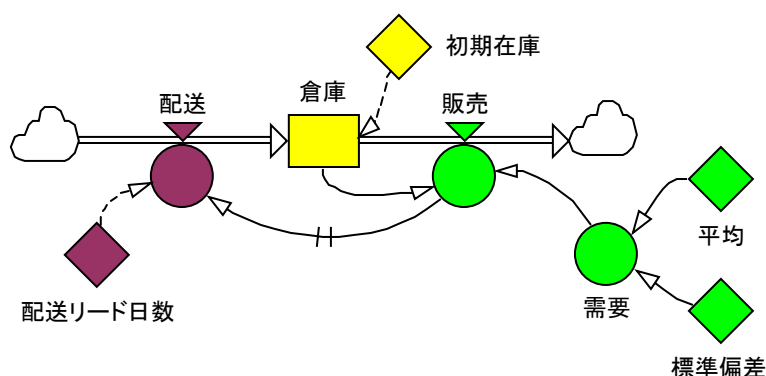 初期在庫
配送
倉庫
販売
平均
配送リード日数
需要
標準偏差